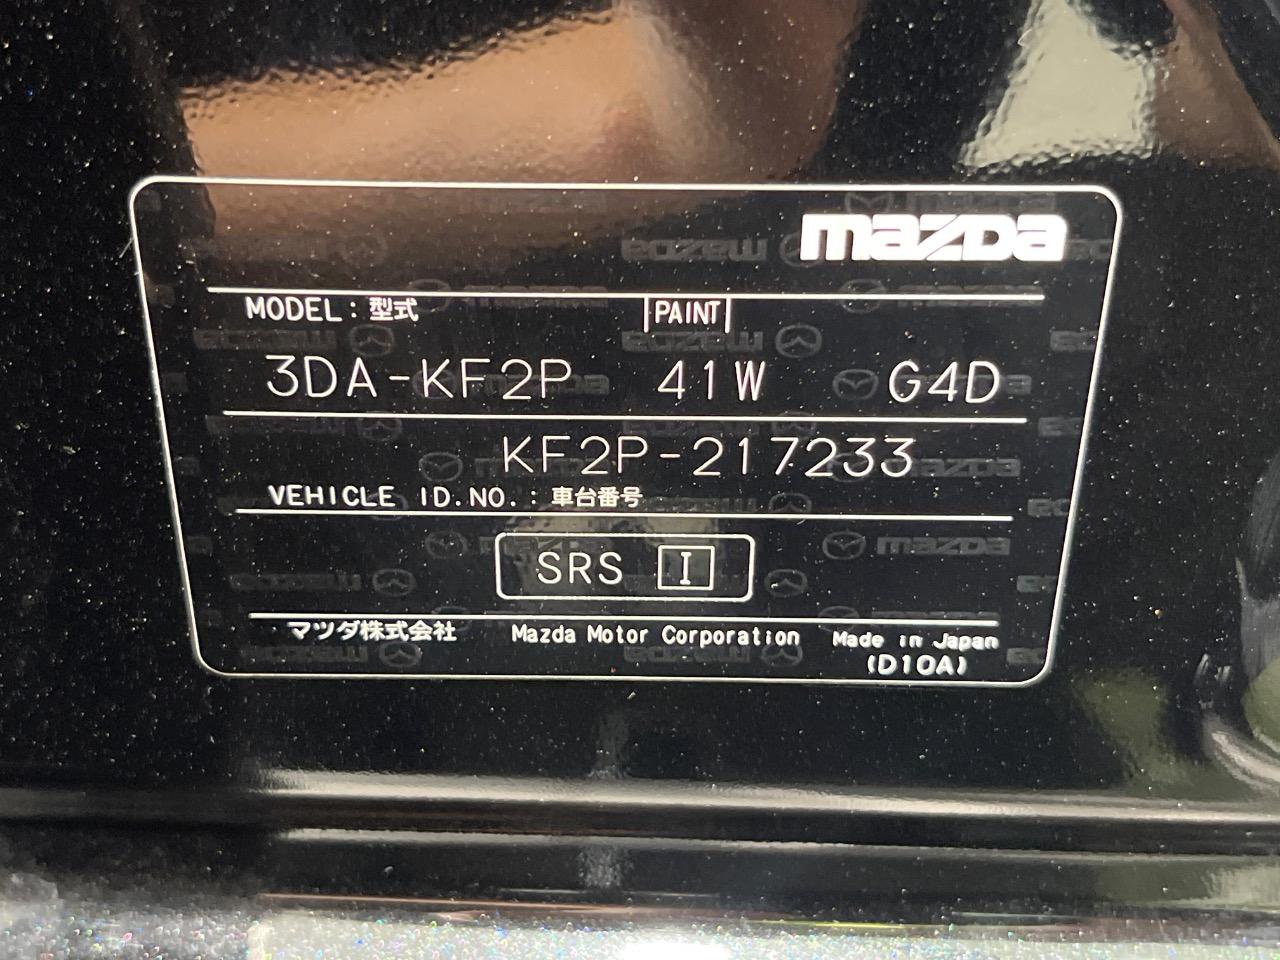 mazda
MODEL : 型式 PAINT
3DA-KF2P 41W G4D
KF2P-217233
VEHICLE ID.NO. : 車台番号
SRS I
マツダ株式会社 Mazda Motor Corporation Made in Japan
(D10A)